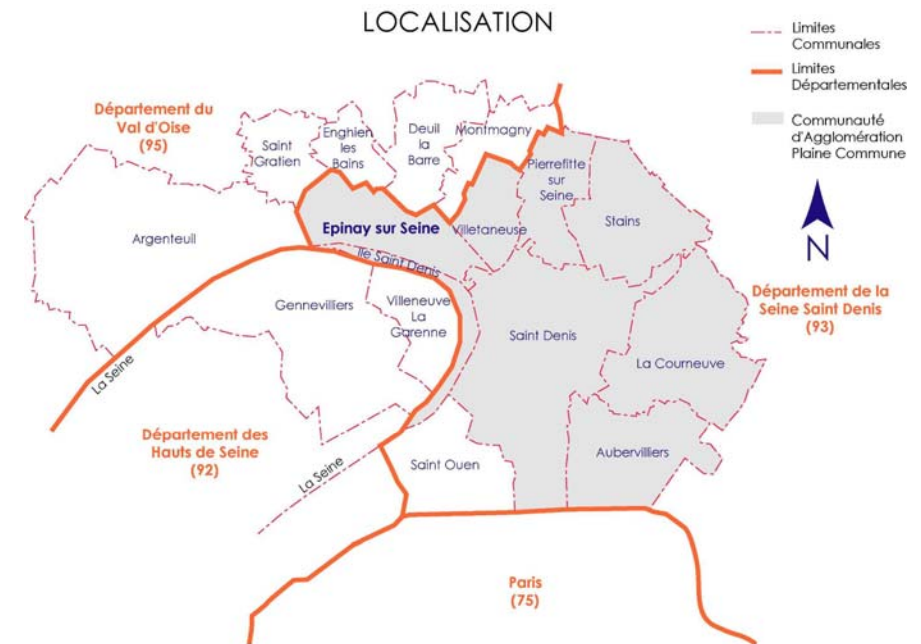 LOCALISATION
Limites
Communales
Limites
Départementales
Communauté
d'Agglomération
Plaine Commune
N
Département du
Val d'Oise
(95)
Saint
Gratien
Enghien
les
Bains
Deuil
la
Barre
Montmagny
Pierrefitte
sur
Seine
Stains
Argenteuil
Epinay sur Seine
Villetaneuse
Ile Saint Denis
Gennevilliers
Villeneuve
La
Garenne
Saint Denis
Département de la
Seine Saint Denis
(93)
La Courneuve
La Seine
Département des
Hauts de Seine
(92)
La Seine
Saint Ouen
Aubervilliers
Paris
(75)